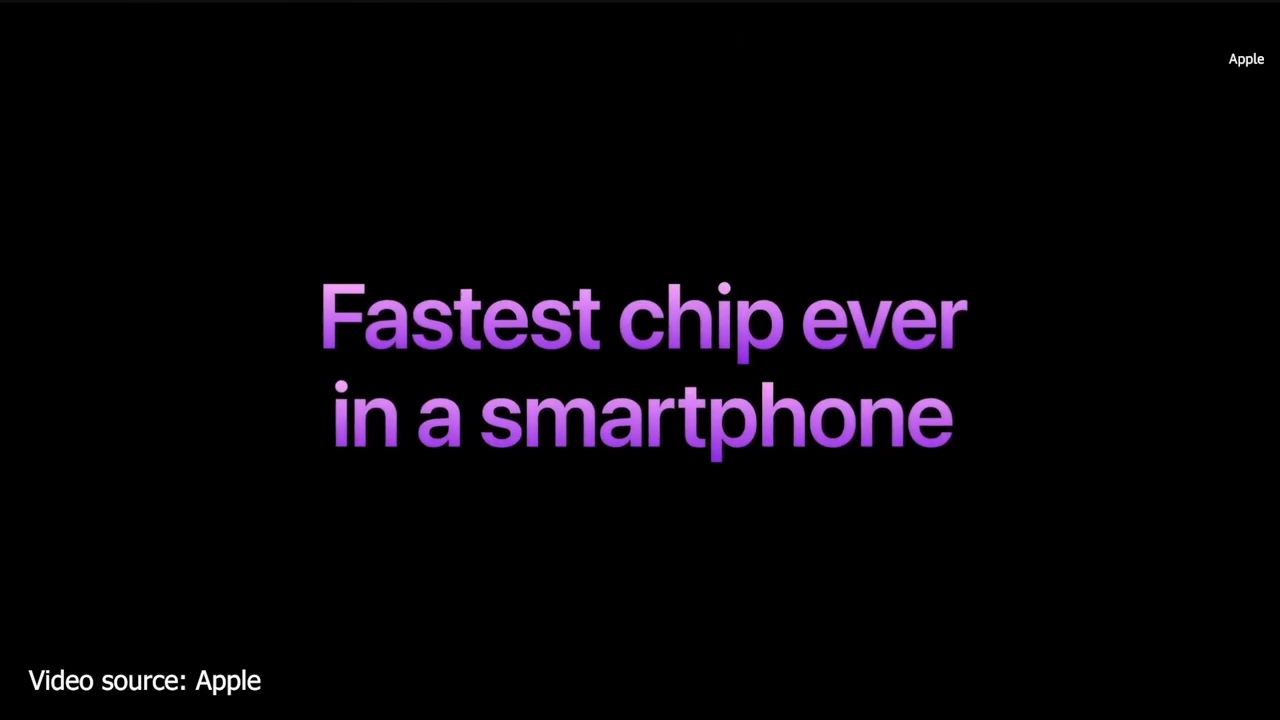 Apple
Fastest chip ever
in a smartphone
Video source: Apple